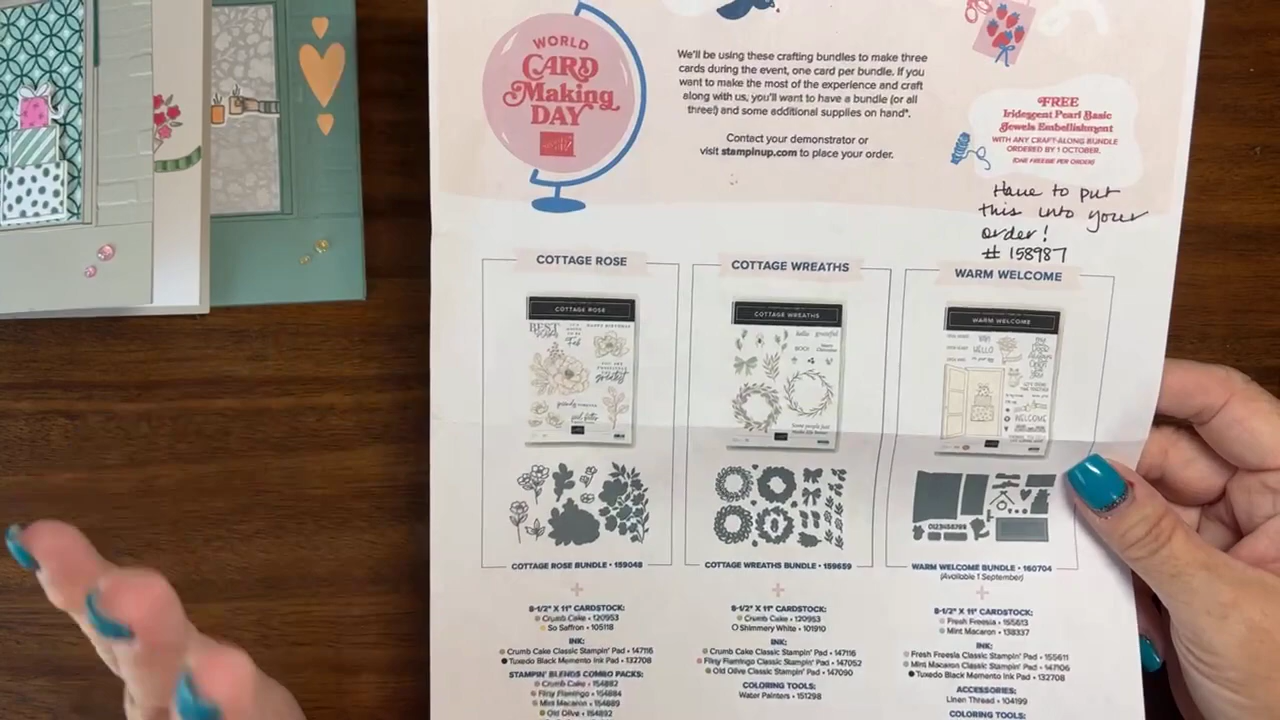 WORLD
CARD
Making
DAY
We'll be using these crafting bundles to make three
cards during the event, one card per bundle. If you
want to make the most of the experience and craft
along with us, you'll want to have a bundle (or all
three!) and some additional supplies on hand*.
Contact your demonstrator or
visit stampinup.com to place your order.
FREE
Iridescent Pearl Basic
Jewels Embellishment
WITH ANY CRAFT-ALONG BUNDLE
ORDERED BY 1 OCTOBER.
(ONE FREEBIE PER ORDER)
Have to put
this into your
order!
# 158987
COTTAGE ROSE
COTTAGE ROSE
BEST
HAPPY BIRTHDAY
greatest
COTTAGE ROSE BUNDLE • 159048
+
8-1/2" X 11" CARDSTOCK:
Crumb Cake • 120953
So Saffron • 105118
INK:
Crumb Cake Classic Stampin' Pad • 147116
Tuxedo Black Memento Ink Pad • 132708
STAMPIN' BLENDS COMBO PACKS:
Crumb Cake • 154882
Flirty Flamingo • 154884
Mint Macaron • 154889
Old Olive • 154892
COTTAGE WREATHS
COTTAGE WREATHS
hello grateful
COTTAGE WREATHS BUNDLE • 159659
+
8-1/2" X 11" CARDSTOCK:
Crumb Cake • 120953
Shimmery White • 101910
INK:
Crumb Cake Classic Stampin' Pad • 147116
Flirty Flamingo Classic Stampin' Pad • 147052
Old Olive Classic Stampin' Pad • 147090
COLORING TOOLS:
Water Painters • 151298
WARM WELCOME
WARM WELCOME
HELLO
WELCOME
0123456789
WARM WELCOME BUNDLE • 160704
(Available 1 September)
+
8-1/2" X 11" CARDSTOCK:
Fresh Freesia • 155613
Mint Macaron • 138337
INK:
Fresh Freesia Classic Stampin' Pad • 155611
Mint Macaron Classic Stampin' Pad • 147106
Tuxedo Black Memento Ink Pad • 132708
ACCESSORIES:
Linen Thread • 104199
COLORING TOOLS: